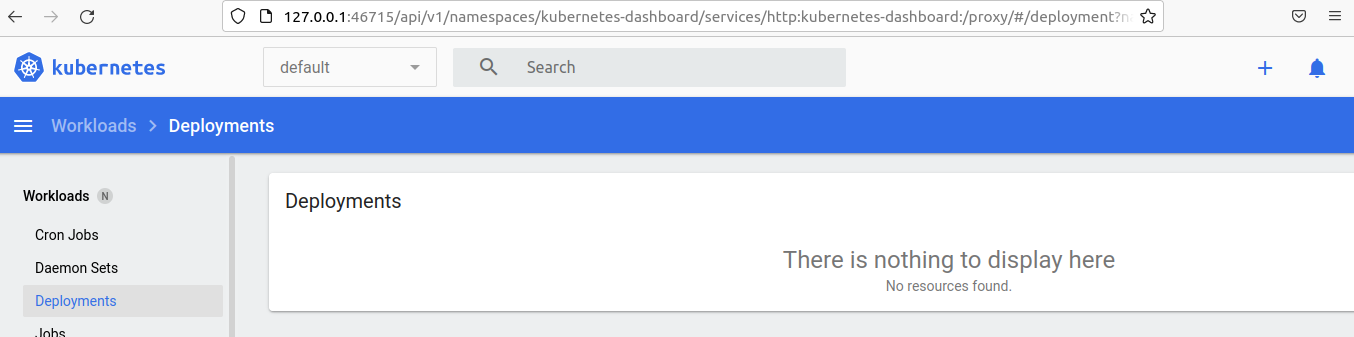 127.0.0.1:46715/api/v1/namespaces/kubernetes-dashboard/services/http:kubernetes-dashboard:/proxy/#/deployment?n
kubernetes
default
Search
Workloads
Deployments
Workloads N
Cron Jobs
Daemon Sets
Deployments
Jobs
Deployments
There is nothing to display here
No resources found.